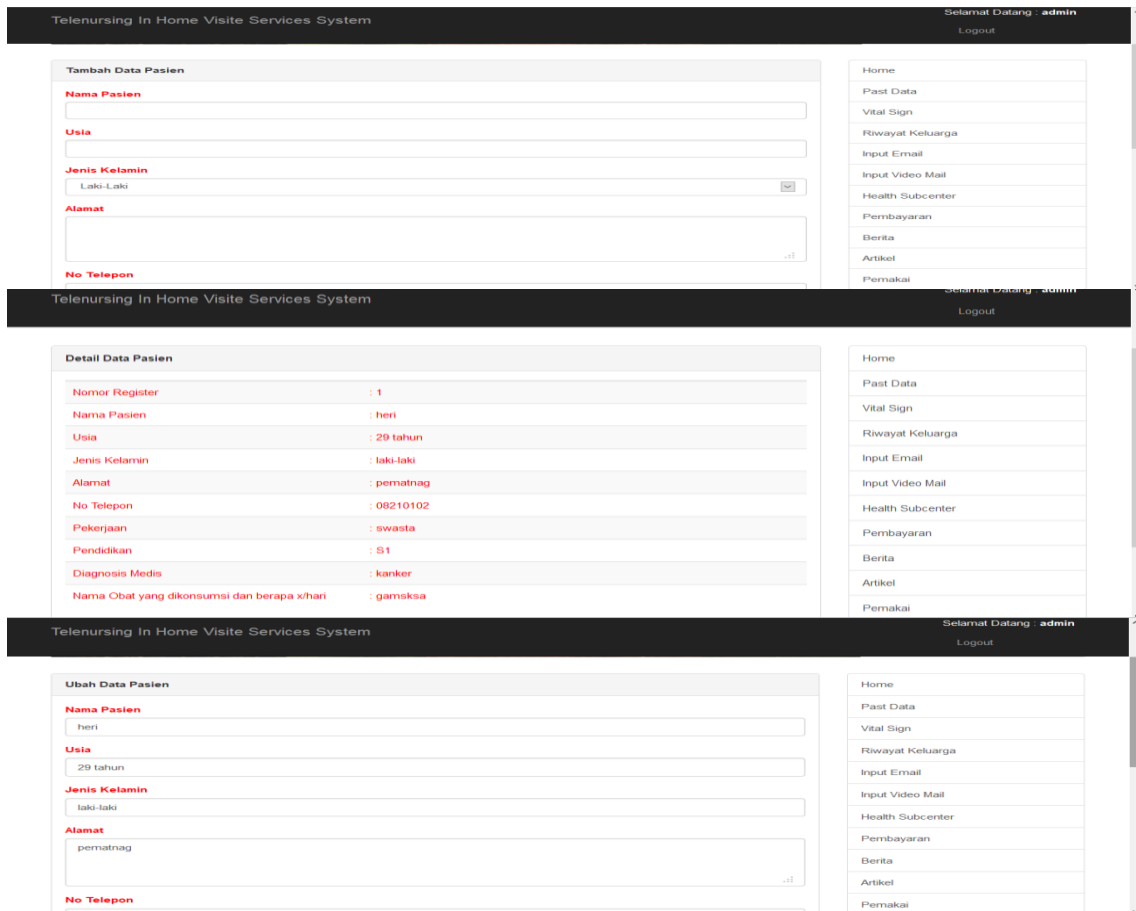 Telenursing In Home Visite Services System
Selamat Datang : admin
Logout
Tambah Data Pasien
Nama Pasien
Usia
Jenis Kelamin
Laki-Laki
Alamat
No Telepon
Home
Past Data
Vital Sign
Riwayat Keluarga
Input Email
Input Video Mail
Health Subcenter
Pembayaran
Berita
Artikel
Pemakai
Telenursing In Home Visite Services System
Selamat Datang : admin
Logout
Detail Data Pasien
Nomor Register : 1
Nama Pasien : heri
Usia : 29 tahun
Jenis Kelamin : laki-laki
Alamat : pematnag
No Telepon : 08210102
Pekerjaan : swasta
Pendidikan : S1
Diagnosis Medis : kanker
Nama Obat yang dikonsumsi dan berapa x/hari : gamsksa
Home
Past Data
Vital Sign
Riwayat Keluarga
Input Email
Input Video Mail
Health Subcenter
Pembayaran
Berita
Artikel
Pemakai
Telenursing In Home Visite Services System
Selamat Datang : admin
Logout
Ubah Data Pasien
Nama Pasien
heri
Usia
29 tahun
Jenis Kelamin
laki-laki
Alamat
pematnag
No Telepon
Home
Past Data
Vital Sign
Riwayat Keluarga
Input Email
Input Video Mail
Health Subcenter
Pembayaran
Berita
Artikel
Pemakai